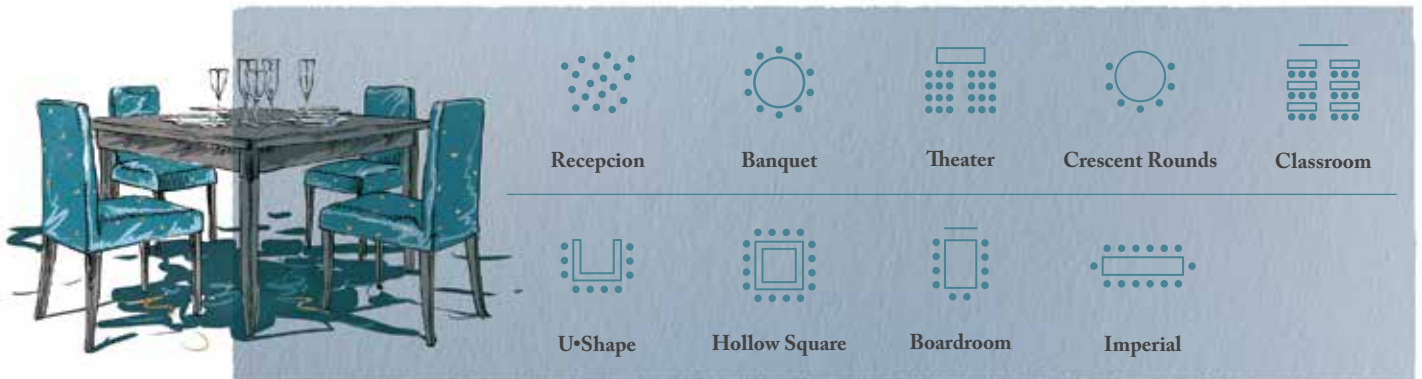 Recepcion Banquet Theater Crescent Rounds Classroom
U•Shape Hollow Square Boardroom Imperial